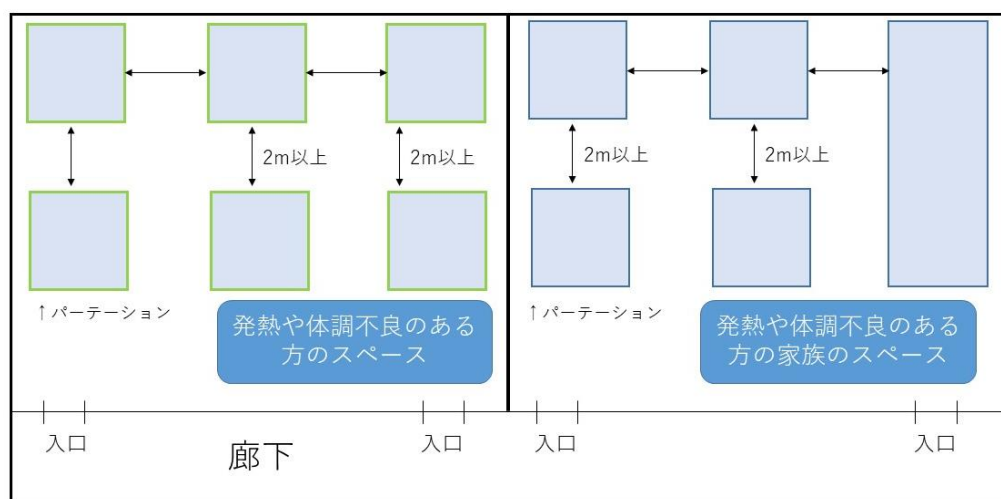 2m以上
2m以上
2m以上
2m以上
↑パーテーション
発熱や体調不良のある
方のスペース
↑パーテーション
発熱や体調不良のある
方の家族のスペース
入口
入口
入口
入口
廊下